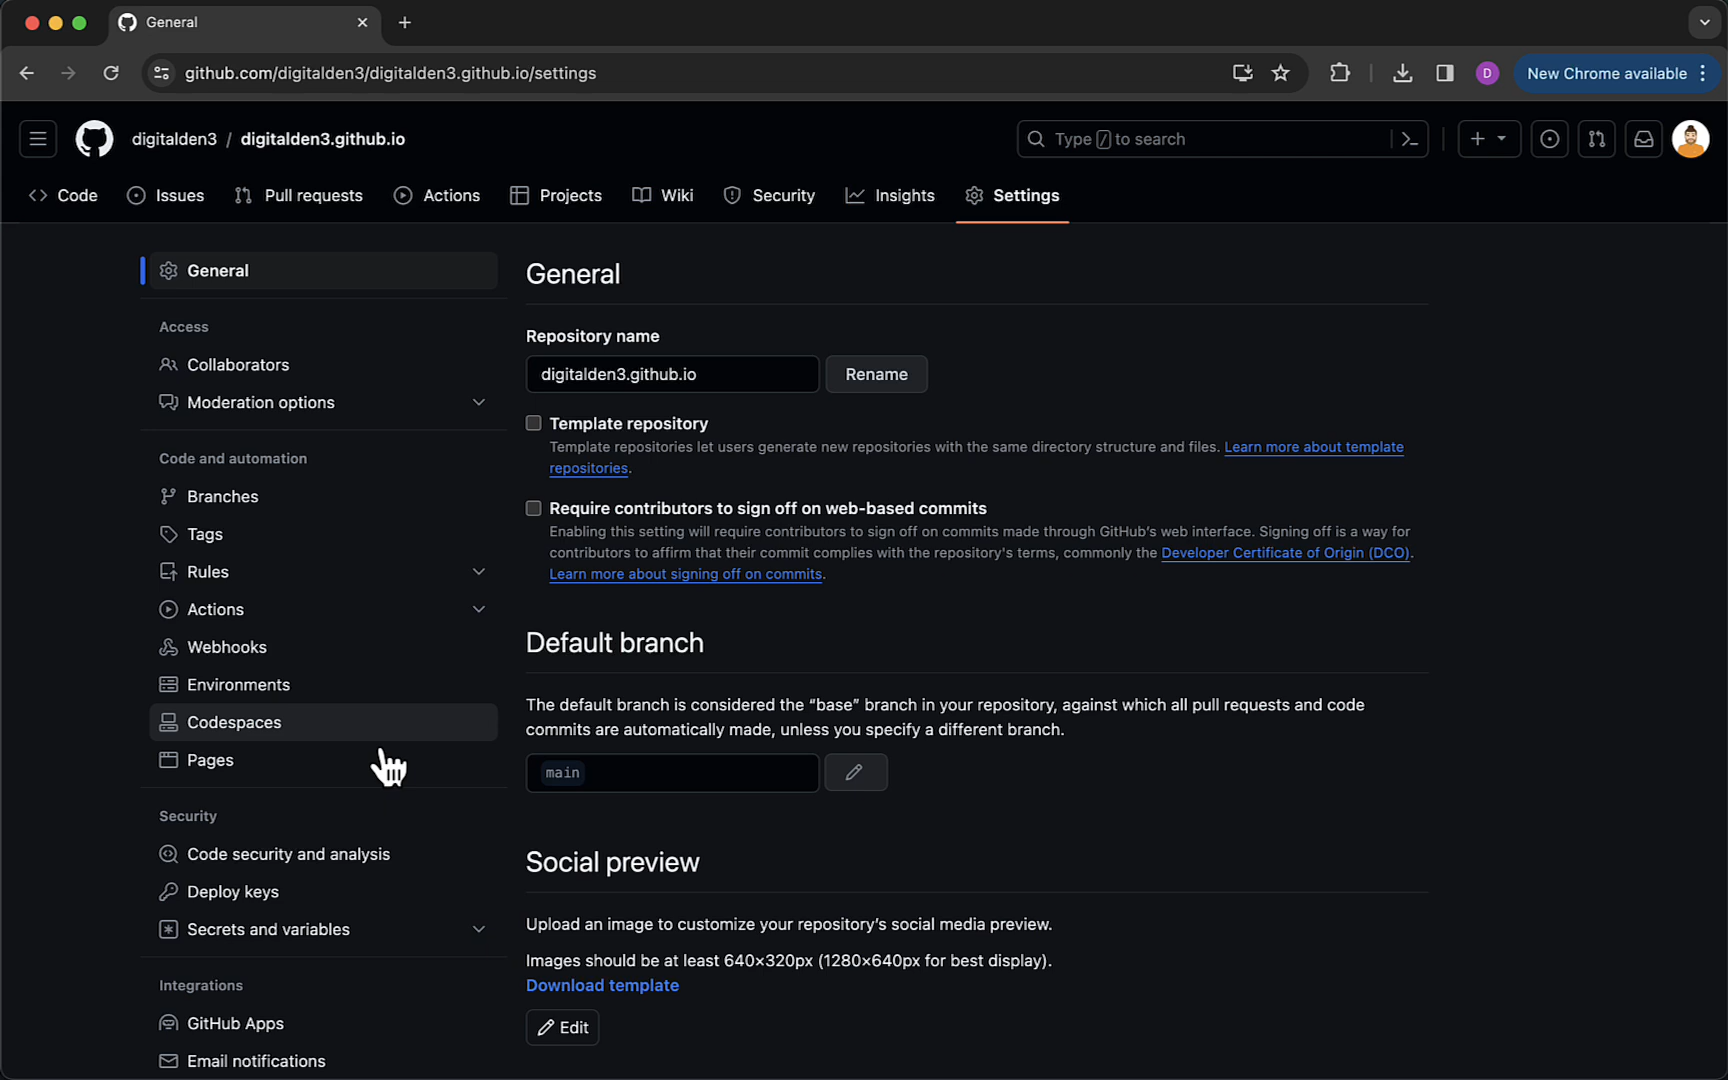 General
github.com/digitalden3/digitalden3.github.io/settings
D
New Chrome available
digitalden3 / digitalden3.github.io
Type / to search
Code
Issues
Pull requests
Actions
Projects
Wiki
Security
Insights
Settings
General
Access
Collaborators
Moderation options
Code and automation
Branches
Tags
Rules
Actions
Webhooks
Environments
Codespaces
Pages
Security
Code security and analysis
Deploy keys
Secrets and variables
Integrations
GitHub Apps
Email notifications
General
Repository name
digitalden3.github.io
Rename
Template repository
Template repositories let users generate new repositories with the same directory structure and files. Learn more about template
repositories.
Require contributors to sign off on web-based commits
Enabling this setting will require contributors to sign off on commits made through GitHub's web interface. Signing off is a way for
contributors to affirm that their commit complies with the repository's terms, commonly the Developer Certificate of Origin (DCO).
Learn more about signing off on commits.
Default branch
The default branch is considered the “base” branch in your repository, against which all pull requests and code
commits are automatically made, unless you specify a different branch.
main
Social preview
Upload an image to customize your repository’s social media preview.
Images should be at least 640×320px (1280×640px for best display).
Download template
Edit